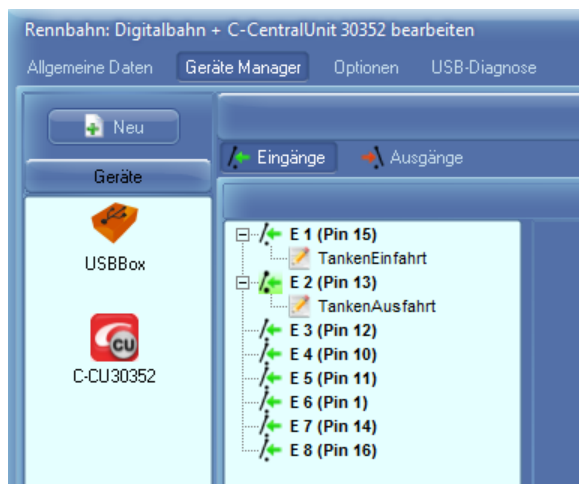 Rennbahn: Digitalbahn + C-CentralUnit 30352 bearbeiten
Allgemeine Daten Geräte Manager Optionen USB-Diagnose
Neu
Geräte
USBBox
CU
C-CU30352
Eingänge Ausgänge
E 1 (Pin 15)
TankenEinfahrt
E 2 (Pin 13)
TankenAusfahrt
E 3 (Pin 12)
E 4 (Pin 10)
E 5 (Pin 11)
E 6 (Pin 1)
E 7 (Pin 14)
E 8 (Pin 16)